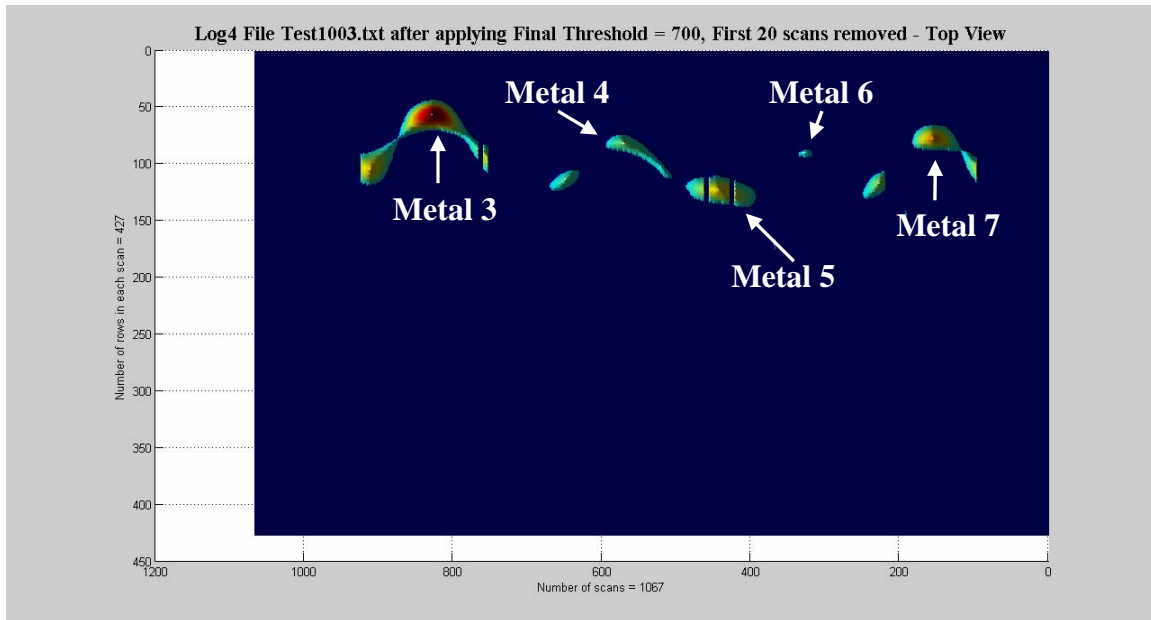 Log4 File Test1003.txt after applying Final Threshold = 700, First 20 scans removed - Top View
0
50
100
150
200
250
300
350
400
450
Number of rows in each scan = 427
Metal 4
Metal 6
Metal 3
Metal 7
Metal 5
1200
1000
800
600
400
200
0
Number of scans = 1067